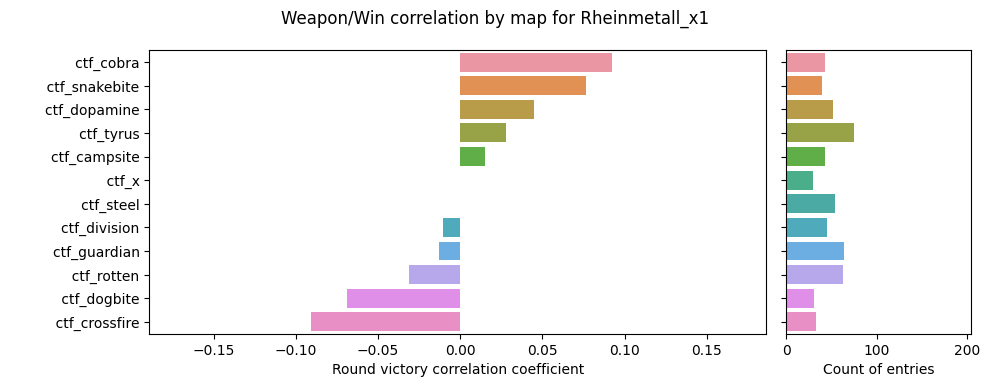 Weapon/Win correlation by map for Rheinmetall_x1
ctf_cobra
ctf_snakebite
ctf_dopamine
ctf_tyrus
ctf_campsite
ctf_x
ctf_steel
ctf_division
ctf_guardian
ctf_rotten
ctf_dogbite
ctf_crossfire
−0.15 −0.10 −0.05 0.00 0.05 0.10 0.15
Round victory correlation coefficient
0 100 200
Count of entries